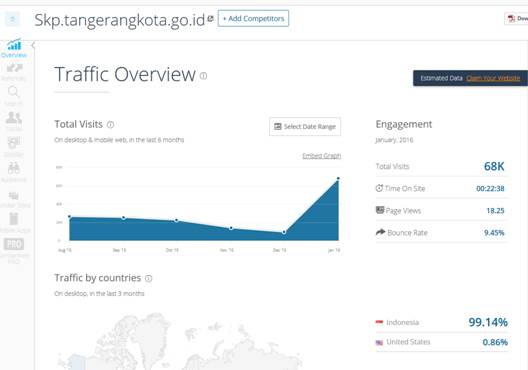 Skp.tangerangkota.go.id
+ Add Competitors
Overview
Traffic Overview
Estimated Data Claim Your Website
Total Visits
On desktop & mobile web, in the last 6 months
Select Date Range
Embed Graph
Aug '15
Sep '15
Oct '15
Nov '15
Dec '15
Jan '16
Engagement
January, 2016
Total Visits 68K
Time On Site 00:22:38
Page Views 18.25
Bounce Rate 9.45%
Traffic by countries
On desktop, in the last 3 months
Indonesia 99.14%
United States 0.86%
PRO